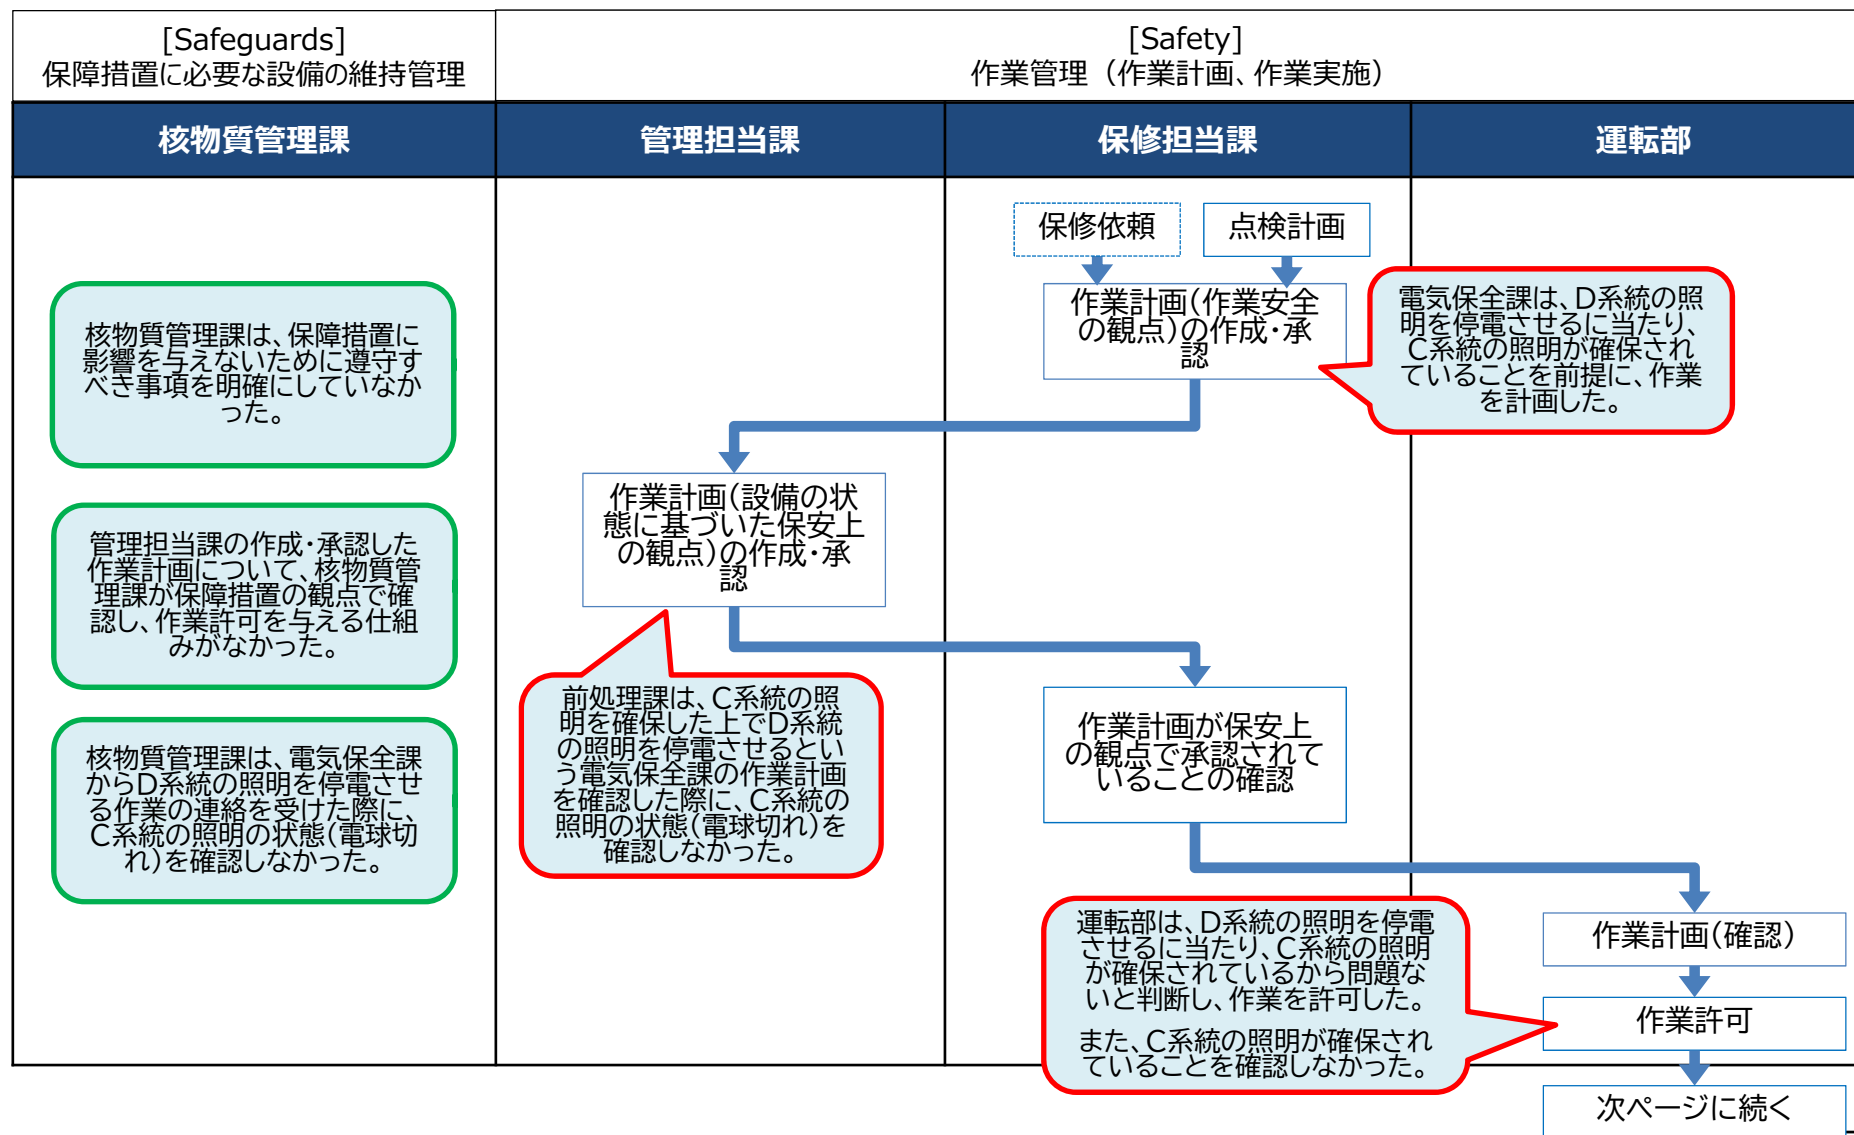 [Safeguards]
保障措置に必要な設備の維持管理
[Safety]
作業管理（作業計画、作業実施）
核物質管理課
管理担当課
保修担当課
運転部
保修依頼
点検計画
作業計画（作業安全
の観点）の作成・承
認
電気保全課は、D系統の照
明を停電させるに当たり、
C系統の照明が確保され
ていることを前提に、作業
を計画した。
核物質管理課は、保障措置に
影響を与えないために遵守す
べき事項を明確にしていなか
った。
作業計画（設備の状
態に基づいた保安上
の観点）の作成・承
認
管理担当課の作成・承認した
作業計画について、核物質管
理課が保障措置の観点で確
認し、作業許可を与える仕組
みがなかった。
前処理課は、C系統の照
明を確保した上でD系統
の照明を停電させるとい
う電気保全課の作業計画
を確認した際に、C系統の
照明の状態（電球切れ）を
確認しなかった。
作業計画が保安上
の観点で承認されて
いることの確認
核物質管理課は、電気保全課
からD系統の照明を停電させ
る作業の連絡を受けた際に、
C系統の照明の状態（電球切
れ）を確認しなかった。
運転部は、D系統の照明を停電
させるに当たり、C系統の照明
が確保されているから問題な
いと判断し、作業を許可した。
また、C系統の照明が確保され
ていることを確認しなかった。
作業計画（確認）
作業許可
次ページに続く